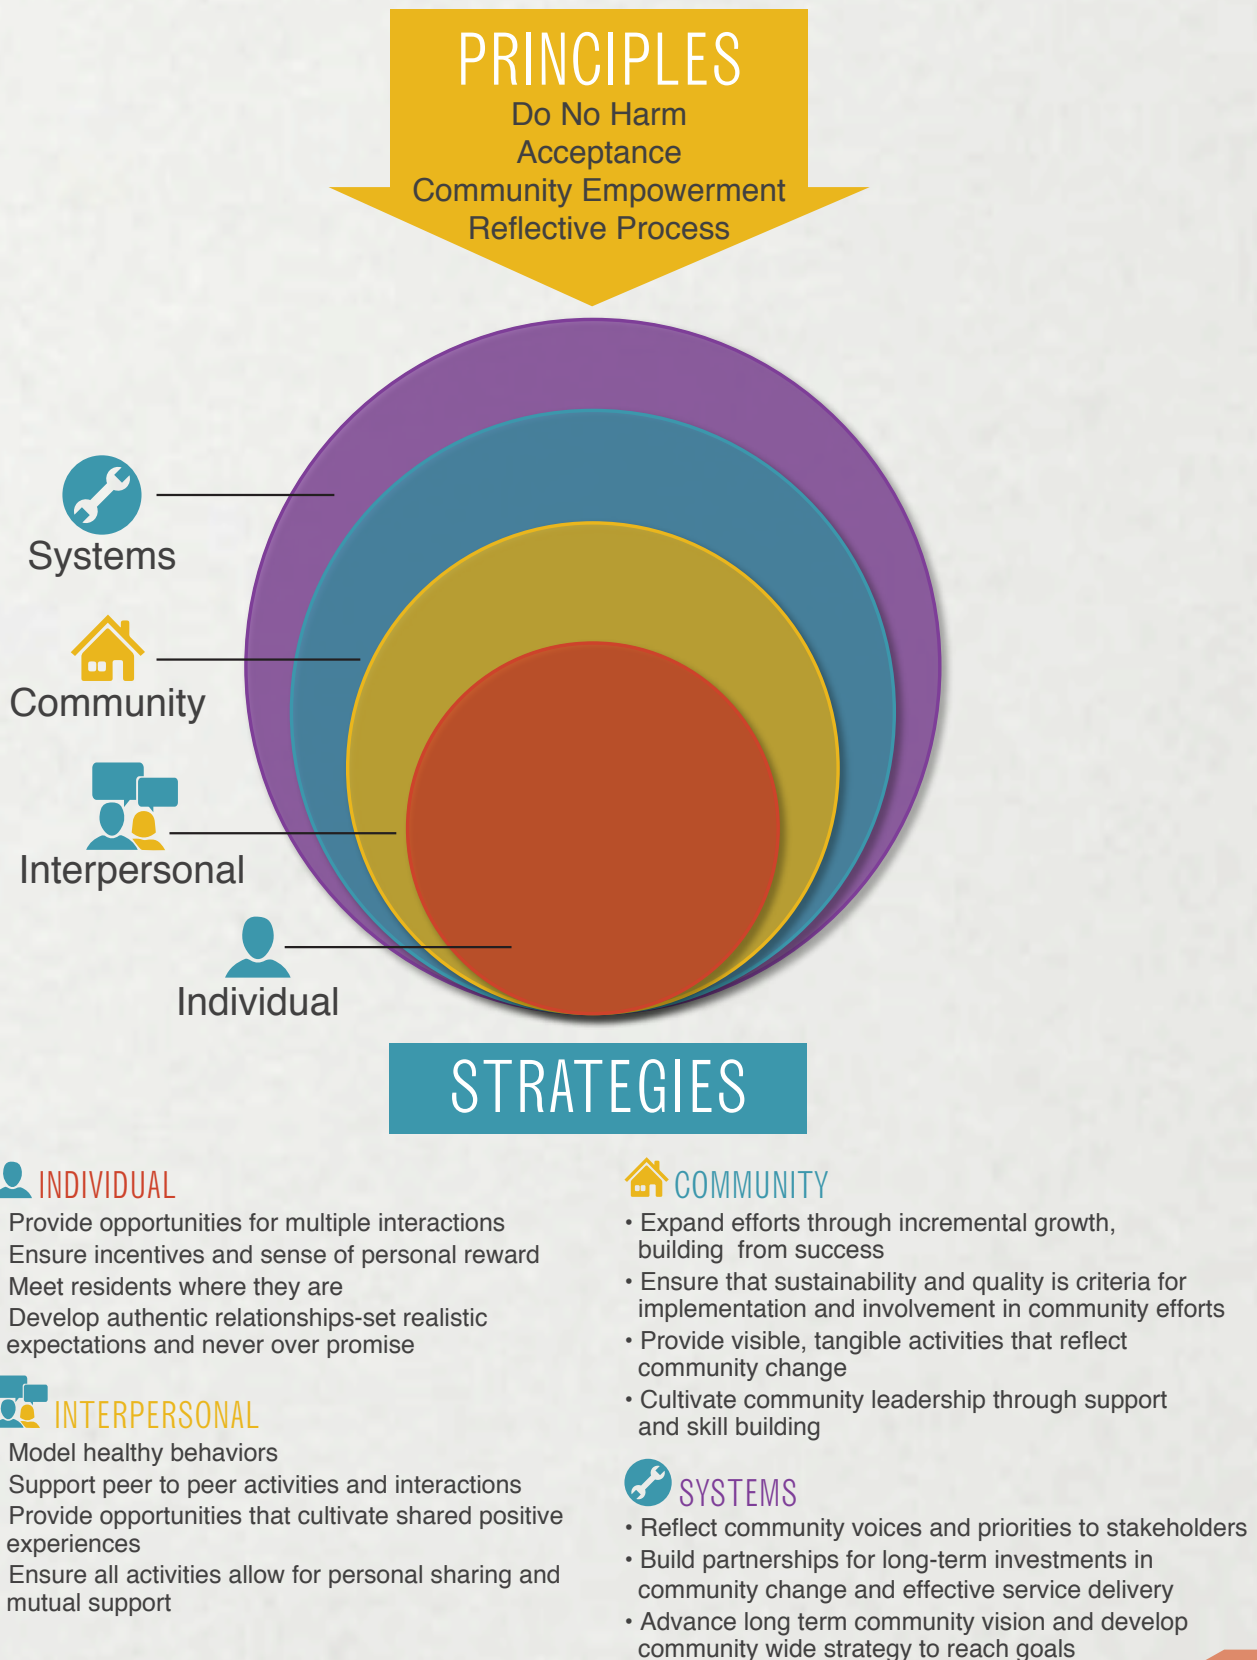 PRINCIPLES
Do No Harm
Acceptance
Community Empowerment
Reflective Process
Systems
Community
Interpersonal
Individual
STRATEGIES
INDIVIDUAL
Provide opportunities for multiple interactions
Ensure incentives and sense of personal reward
Meet residents where they are
Develop authentic relationships-set realistic
expectations and never over promise
INTERPERSONAL
Model healthy behaviors
Support peer to peer activities and interactions
Provide opportunities that cultivate shared positive
experiences
Ensure all activities allow for personal sharing and
mutual support
COMMUNITY
• Expand efforts through incremental growth,
building from success
• Ensure that sustainability and quality is criteria for
implementation and involvement in community efforts
• Provide visible, tangible activities that reflect
community change
• Cultivate community leadership through support
and skill building
SYSTEMS
• Reflect community voices and priorities to stakeholders
• Build partnerships for long-term investments in
community change and effective service delivery
• Advance long term community vision and develop
community wide strategy to reach goals